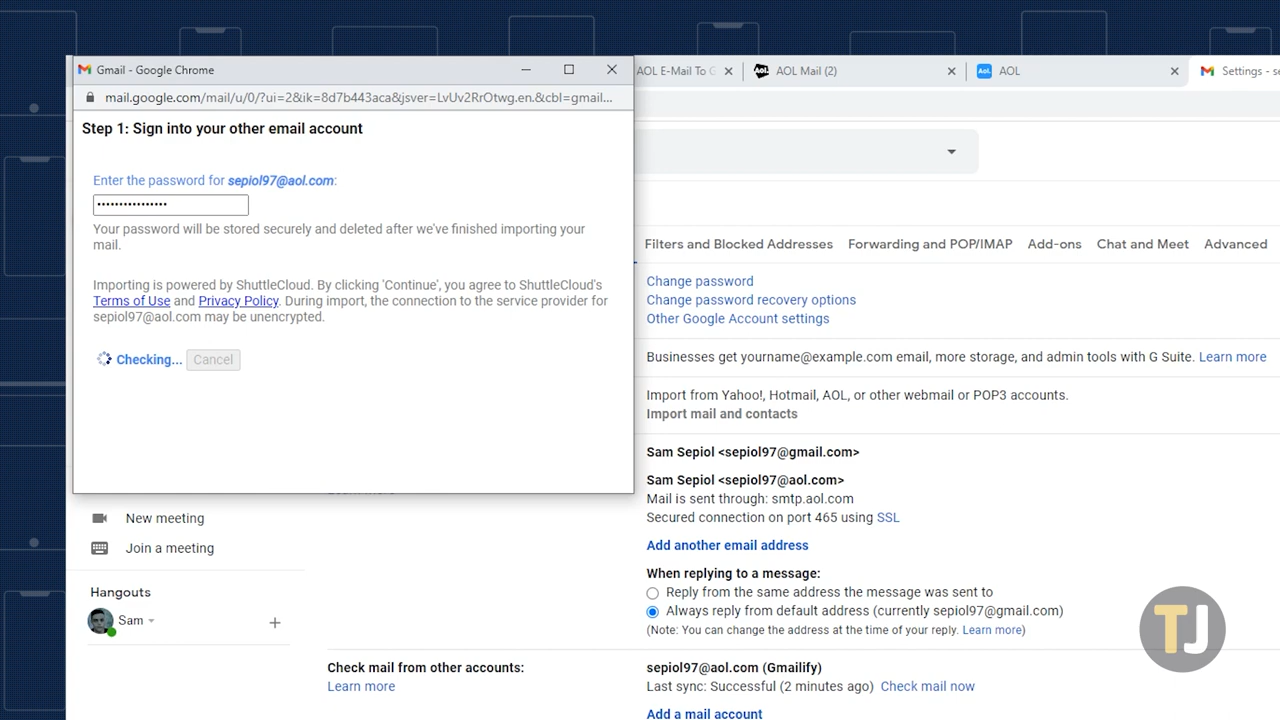 Gmail - Google Chrome
AOL E-Mail To G
AOL Mail (2)
AOL
Settings - se
mail.google.com/mail/u/0/?ui=2&ik=8d7b443aca&jsver=LvUv2RrOtwg.en.&cbl=gmail...
Step 1: Sign into your other email account
Enter the password for sepiol97@aol.com:
••••••••••••••••
Your password will be stored securely and deleted after we've finished importing your
mail.
Importing is powered by ShuttleCloud. By clicking 'Continue', you agree to ShuttleCloud's
Terms of Use and Privacy Policy. During import, the connection to the service provider for
sepiol97@aol.com may be unencrypted.
Checking... Cancel
Filters and Blocked Addresses Forwarding and POP/IMAP Add-ons Chat and Meet Advanced
Change password
Change password recovery options
Other Google Account settings
Businesses get yourname@example.com email, more storage, and admin tools with G Suite. Learn more
Import from Yahoo!, Hotmail, AOL, or other webmail or POP3 accounts.
Import mail and contacts
Sam Sepiol <sepiol97@gmail.com>
Sam Sepiol <sepiol97@aol.com>
Mail is sent through: smtp.aol.com
Secured connection on port 465 using SSL
Add another email address
When replying to a message:
Reply from the same address the message was sent to
Always reply from default address (currently sepiol97@gmail.com)
(Note: You can change the address at the time of your reply. Learn more)
New meeting
Join a meeting
Hangouts
Sam
Check mail from other accounts:
Learn more
sepiol97@aol.com (Gmailify)
Last sync: Successful (2 minutes ago) Check mail now
Add a mail account
TJ